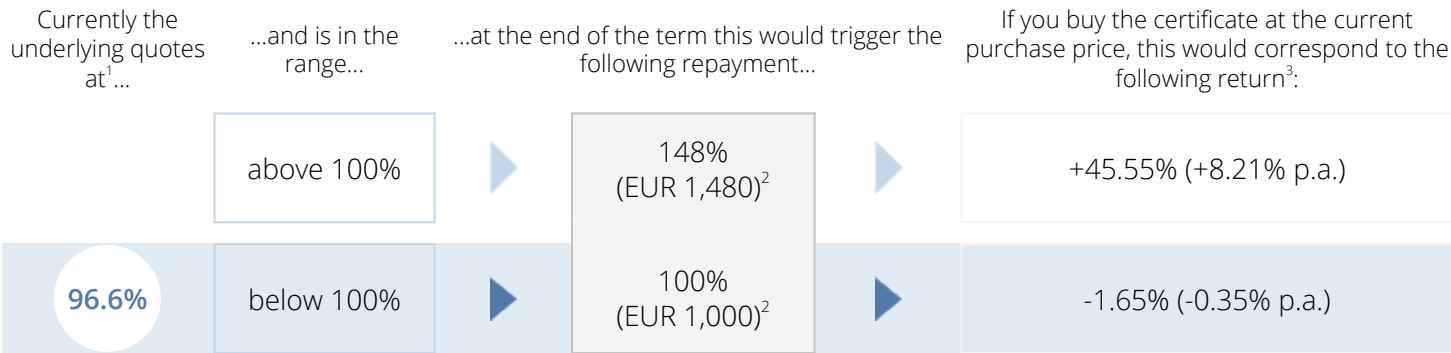 Currently the
underlying quotes
at¹...
...and is in the
range...
...at the end of the term this would trigger the
following repayment...
If you buy the certificate at the current
purchase price, this would correspond to the
following return³:
above 100%
148%
(EUR 1,480)²
+45.55% (+8.21% p.a.)
96.6%
below 100%
100%
(EUR 1,000)²
-1.65% (-0.35% p.a.)